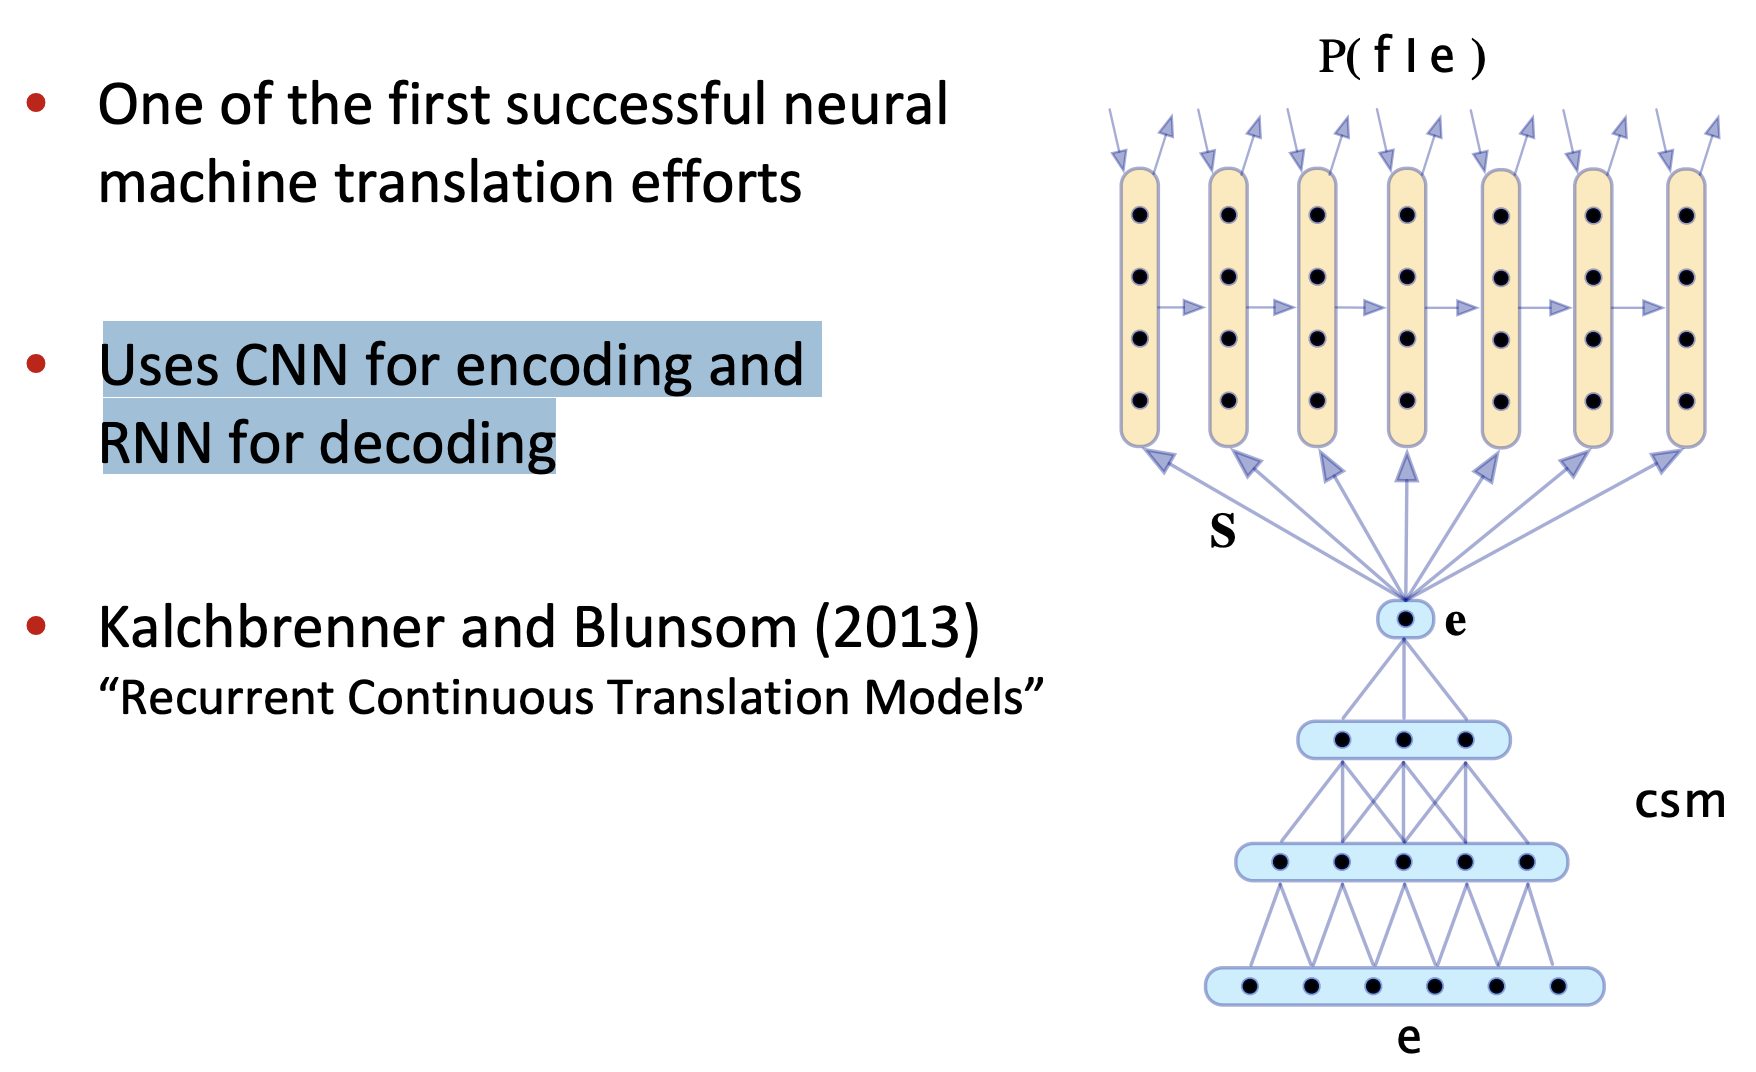 • One of the first successful neural
machine translation efforts
• Uses CNN for encoding and
RNN for decoding
• Kalchbrenner and Blunsom (2013)
“Recurrent Continuous Translation Models”
P( f I e )
S
e
csm
e